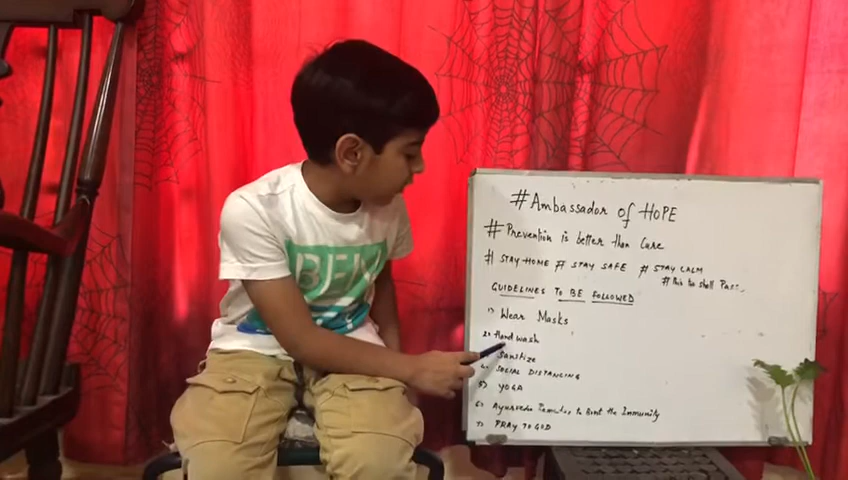 #Ambassador of HOPE
#Prevention is better than Cure
#STAY HOME # STAY SAFE # STAY CALM
#this too shall Pass..
GUIDELINES TO BE FOLLOWED
1) Wear Masks
2) Hand wash
Sanitize
4. SOCIAL DISTANCING
5) YOGA
6) Ayurvedic to Boost the Immunity
7) PRAY TO GOD